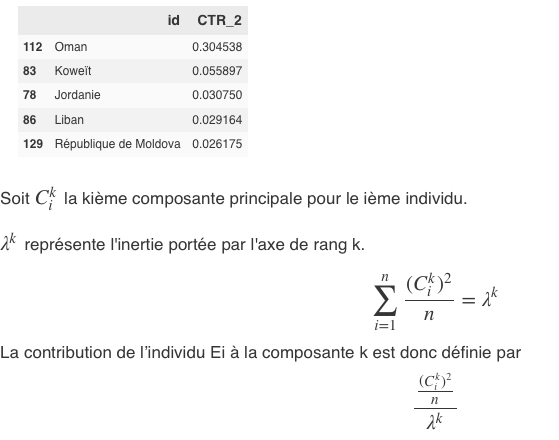 id CTR_2
112 Oman 0.304538
83 Koweït 0.055897
78 Jordanie 0.030750
86 Liban 0.029164
129 République de Moldova 0.026175
Soit C_i^k la kième composante principale pour le ième individu.
λ^k représente l'inertie portée par l'axe de rang k.
\sum_{i=1}^{n} \frac{(C_i^k)^2}{n} = λ^k
La contribution de l'individu Ei à la composante k est donc définie par
\frac{\frac{(C_i^k)^2}{n}}{λ^k}